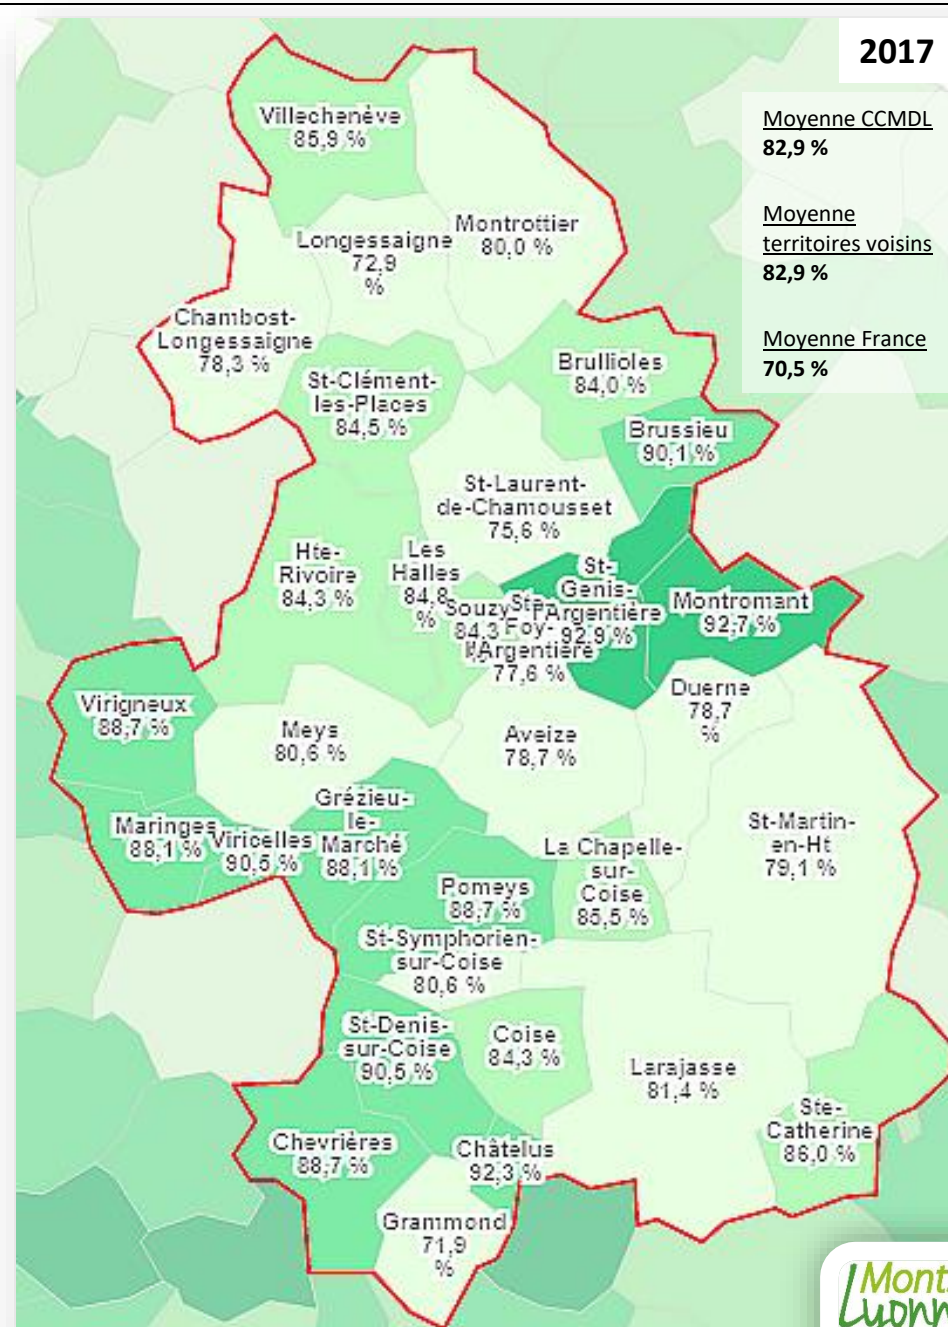 2017
Moyenne CCMDL
82,9 %
Moyenne
territoires voisins
82,9 %
Moyenne France
70,5 %
Villechenève
85,9 %
Montrottier
80,0 %
Longessaigne
72,9
%
Chambost-
Longessaigne
78,3 %
St-Clément-
les-Places
84,5 %
Brullioles
84,0 %
Brussieu
90,1 %
St-Laurent-
de-Chamousset
75,6 %
Hte-
Rivoire
84,3 %
Les
Halles
84,8
%
Souzy
84,3
Ste-
Foy-
l'Argentière
77,6 %
St-
Genis-
l'Argentière
92,9 %
Montromant
92,7 %
Duerne
78,7
%
Virigneux
88,7 %
Meys
80,6 %
Aveize
78,7 %
Grézieu-
le-
Marché
88,1 %
Maringes
88,1 %
Viricelles
90,5 %
La Chapelle-
sur-
Coise
85,5 %
St-Martin-
en-Ht
79,1 %
Pomeys
88,7 %
St-Symphorien-
sur-Coise
80,6 %
St-Denis-
sur-Coise
90,5 %
Coise
84,3 %
Larajasse
81,4 %
Ste-
Catherine
86,0 %
Chevrières
88,7 %
Châtelus
92,3 %
Grammond
71,9
%